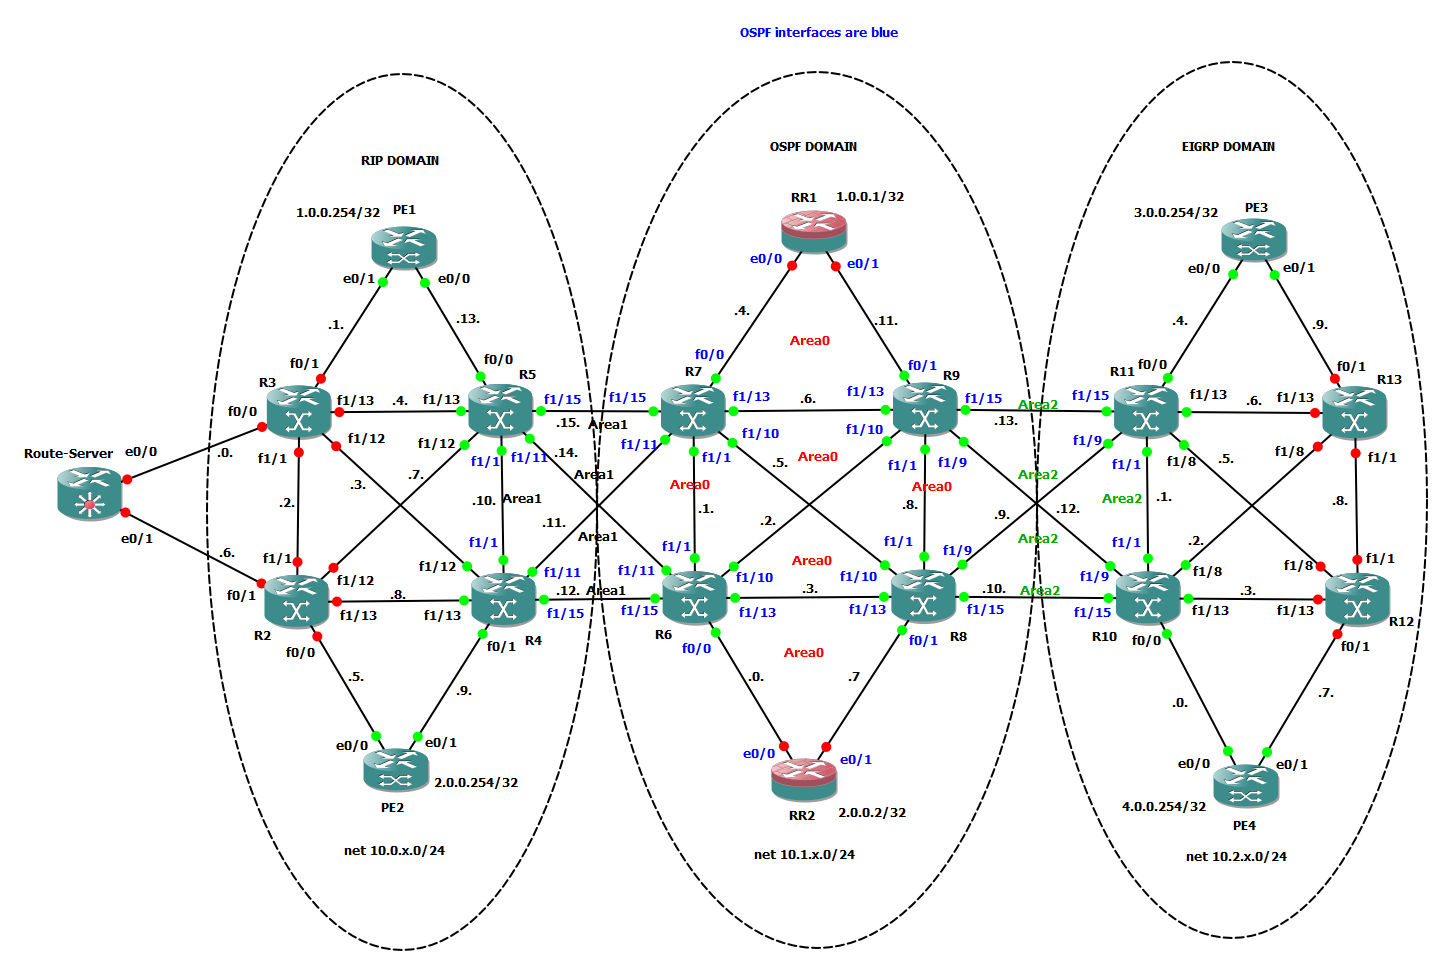 OSPF interfaces are blue
RIP DOMAIN
OSPF DOMAIN
EIGRP DOMAIN
1.0.0.254/32
PE1
e0/1
e0/0
.1.
.13.
f0/1
f0/0
R3
R5
f0/0
f1/13
.4.
f1/13
f1/15
f1/12
f1/12
f1/1
f1/1
f1/11
Route-Server
e0/0
.0.
e0/1
.6.
.2.
.3.
.7.
.10.
Area1
f1/1
f1/1
f1/12
f1/12
f1/11
f0/1
f1/13
.8.
f1/13
f1/15
R2
f0/0
f0/1
R4
.5.
.9.
e0/0
e0/1
2.0.0.254/32
PE2
net 10.0.x.0/24
.15.
Area1
.14.
Area1
.11.
Area1
.12.
Area1
RR1
1.0.0.1/32
e0/0
e0/1
.4.
.11.
Area0
f0/0
f0/1
R7
R9
f1/15
f1/13
.6.
f1/13
f1/15
f1/11
f1/10
f1/10
f1/1
f1/1
f1/9
.5.
Area0
Area0
Area0
.1.
.2.
.8.
f1/1
f1/1
f1/11
f1/10
Area0
f1/10
f1/9
f1/15
f1/13
.3.
f1/13
f1/15
R6
f0/0
f0/1
R8
Area0
.0.
.7
e0/0
e0/1
RR2
2.0.0.2/32
net 10.1.x.0/24
Area2
.13.
Area2
.9.
.12.
Area2
.10.
Area2
3.0.0.254/32
PE3
e0/0
e0/1
.4.
.9.
f0/0
f0/1
R11
R13
f1/15
f1/13
.6.
f1/13
f1/9
f1/1
f1/8
f1/8
f1/1
.5.
Area2
.1.
.8.
.2.
f1/1
f1/1
f1/9
f1/8
f1/8
f1/15
f1/13
.3.
f1/13
R10
f0/0
f0/1
R12
.0.
.7.
e0/0
e0/1
4.0.0.254/32
PE4
net 10.2.x.0/24